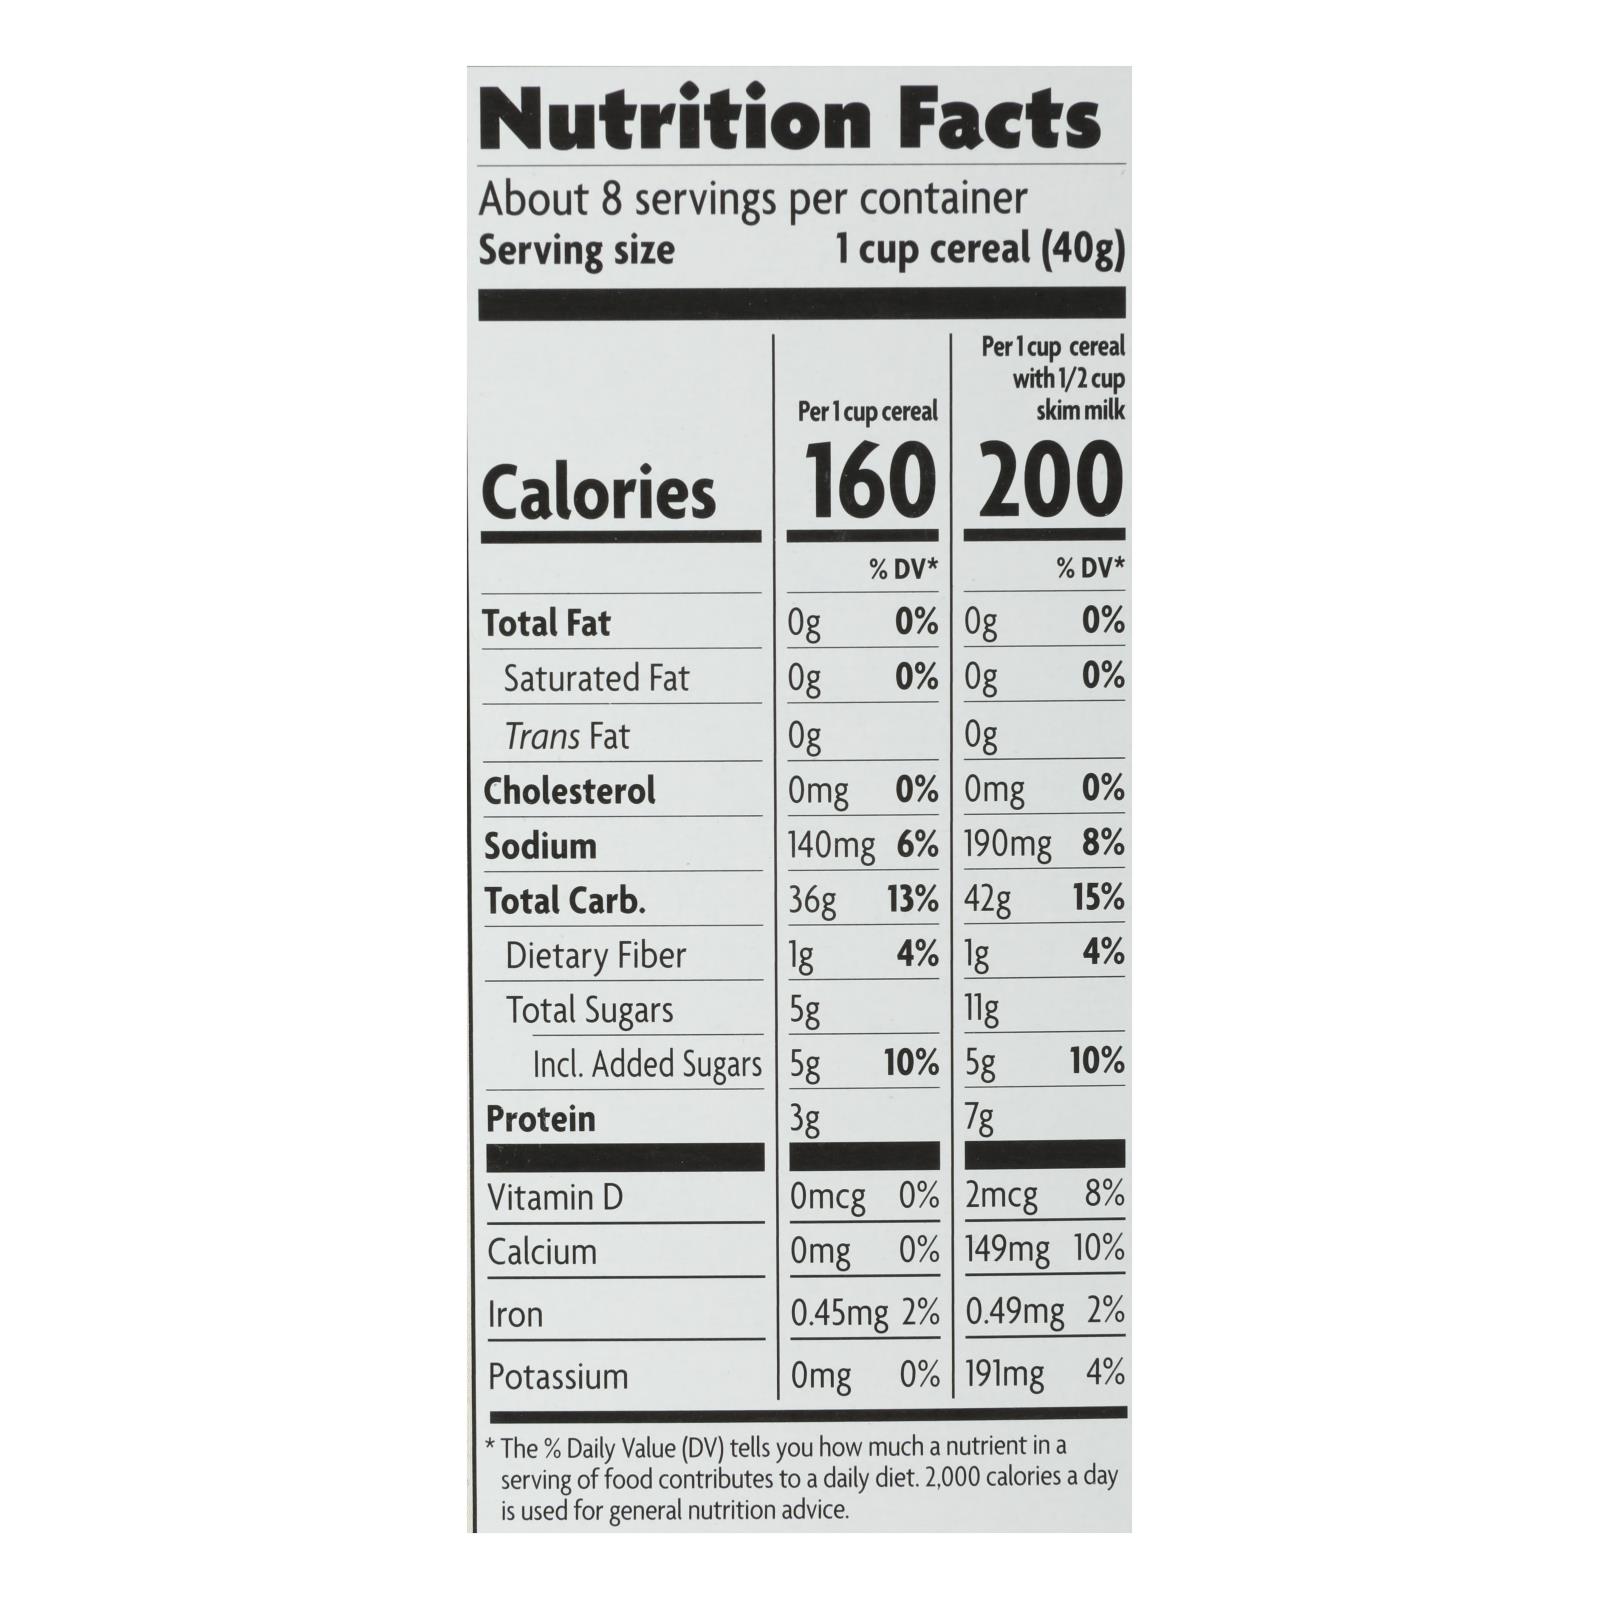 Nutrition Facts
About 8 servings per container
Serving size 1 cup cereal (40g)
Per 1 cup cereal
Per 1 cup cereal
with 1/2 cup
skim milk
Calories 160 200
% DV* % DV*
Total Fat 0g 0% 0g 0%
Saturated Fat 0g 0% 0g 0%
Trans Fat 0g 0g
Cholesterol 0mg 0% 0mg 0%
Sodium 140mg 6% 190mg 8%
Total Carb. 36g 13% 42g 15%
Dietary Fiber 1g 4% 1g 4%
Total Sugars 5g 11g
Incl. Added Sugars 5g 10% 5g 10%
Protein 3g 7g
Vitamin D 0mcg 0% 2mcg 8%
Calcium 0mg 0% 149mg 10%
Iron 0.45mg 2% 0.49mg 2%
Potassium 0mg 0% 191mg 4%
* The % Daily Value (DV) tells you how much a nutrient in a
serving of food contributes to a daily diet. 2,000 calories a day
is used for general nutrition advice.